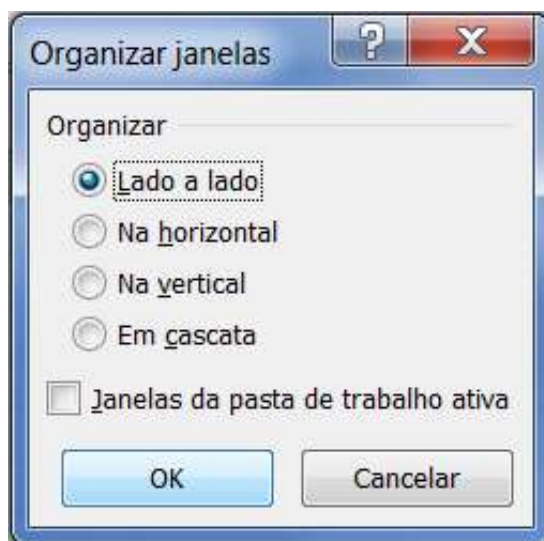 Organizar janelas
Organizar
Lado a lado
Na horizontal
Na vertical
Em cascata
Janelas da pasta de trabalho ativa
OK Cancelar